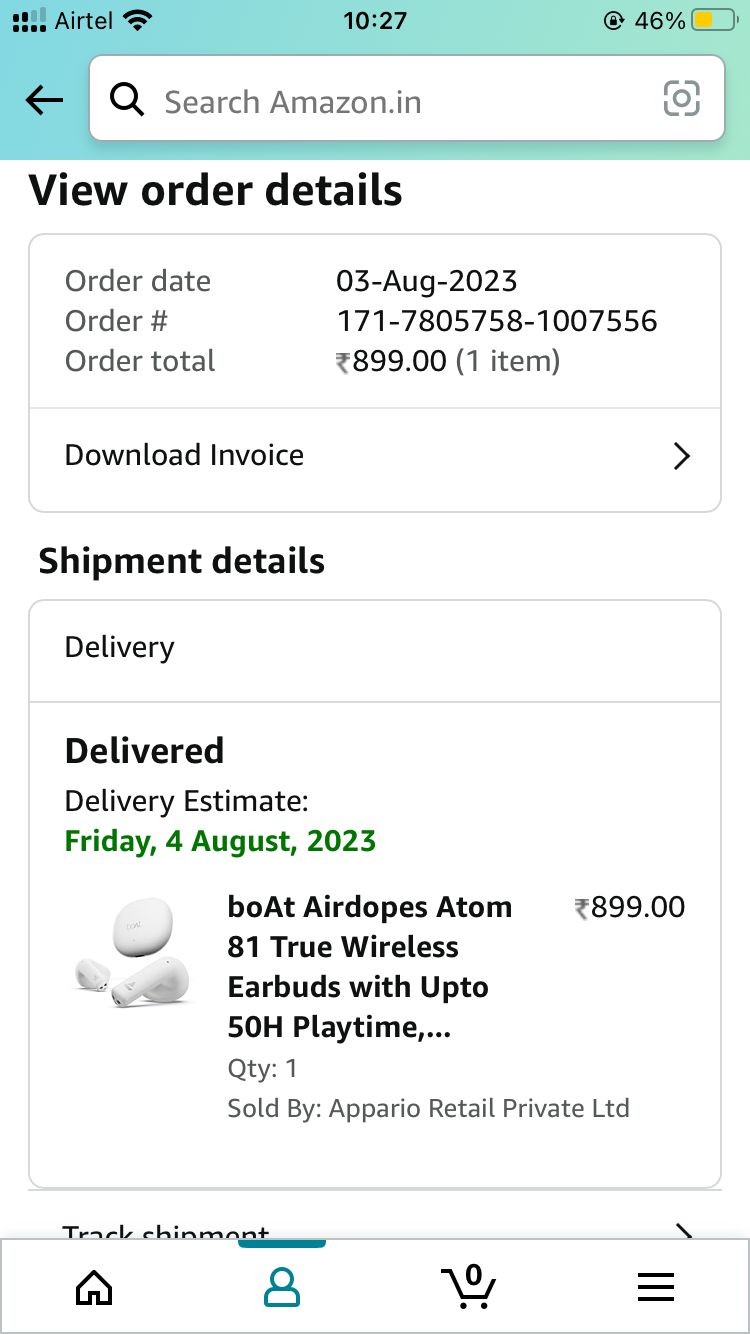 Airtel 10:27 46%
Search Amazon.in
View order details
Order date 03-Aug-2023
Order # 171-7805758-1007556
Order total ₹899.00 (1 item)
Download Invoice
Shipment details
Delivery
Delivered
Delivery Estimate:
Friday, 4 August, 2023
boAt Airdopes Atom ₹899.00
81 True Wireless
Earbuds with Upto
50H Playtime,...
Qty: 1
Sold By: Appario Retail Private Ltd
Track shipment
0